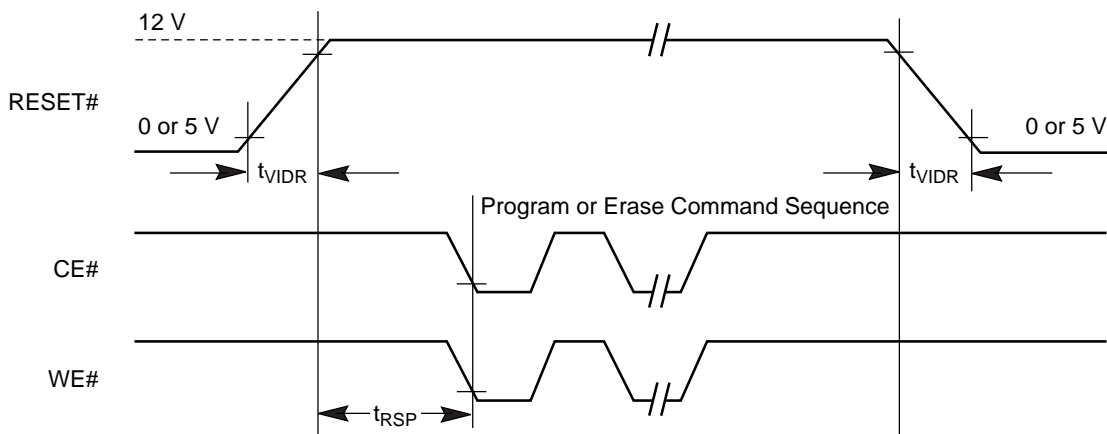 12 V
RESET#
0 or 5 V
0 or 5 V
tVIDR
tVIDR
Program or Erase Command Sequence
CE#
WE#
tRSP